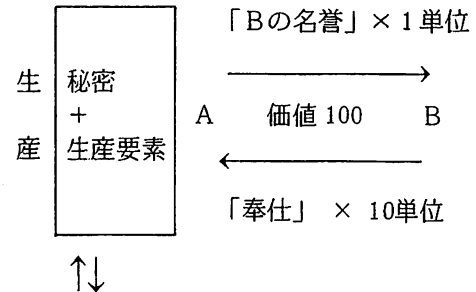 「Bの名誉」× 1単位
生 秘密
+ A 価値 100 B
産 生産要素
「奉仕」 × 10単位